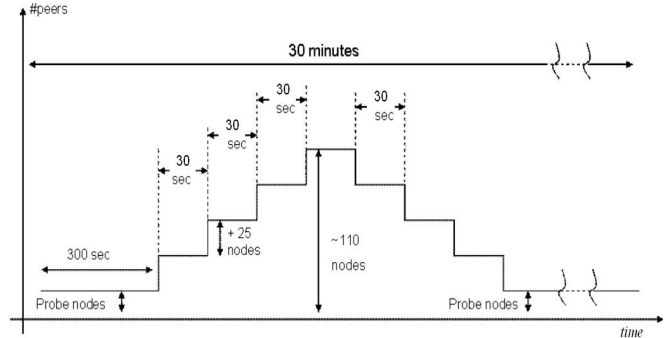 #peers
30 minutes
30
sec
30
sec
30
sec
30
sec
+ 25
nodes
~110
nodes
300 sec
Probe nodes
Probe nodes
time